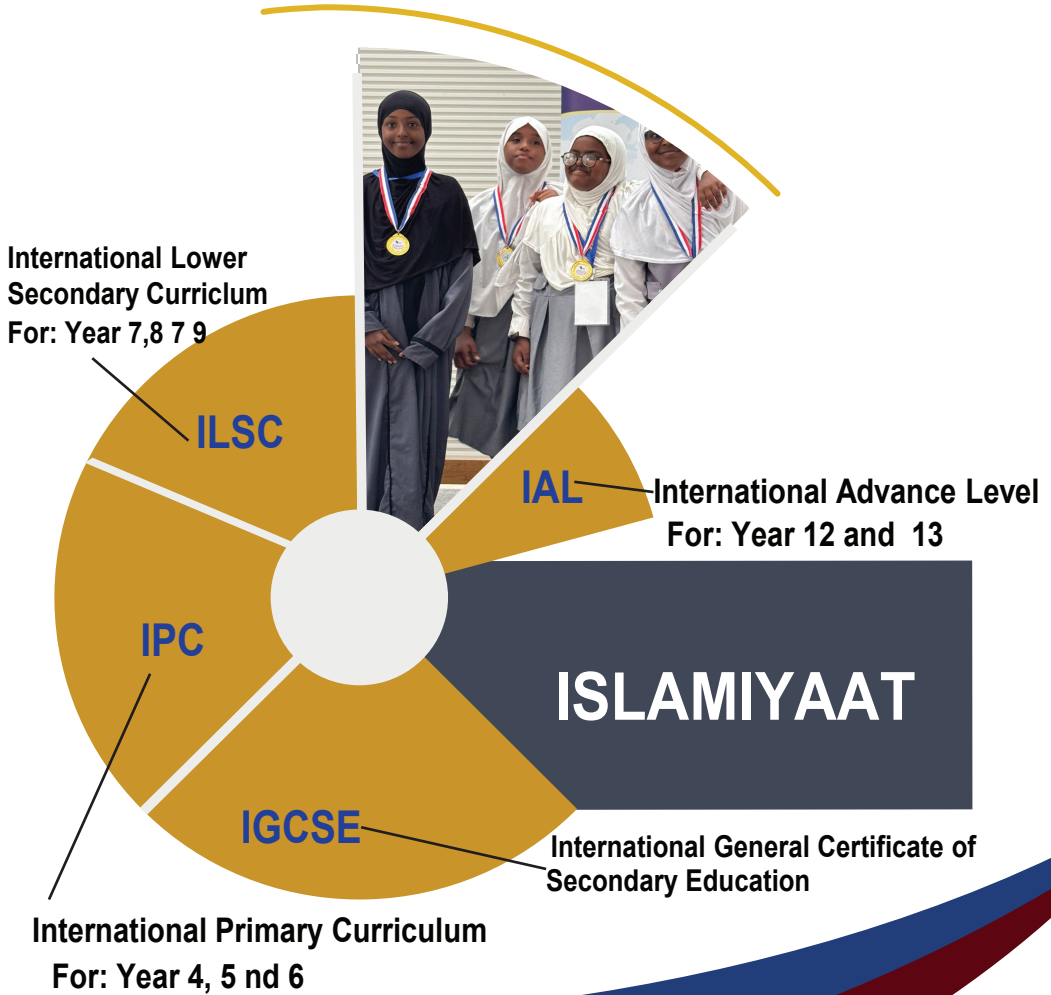 International Lower
Secondary Curriclum
For: Year 7,8 7 9
ILSC
IAL
International Advance Level
For: Year 12 and 13
IPC
ISLAMIYAAT
IGCSE
International General Certificate of
Secondary Education
International Primary Curriculum
For: Year 4, 5 nd 6